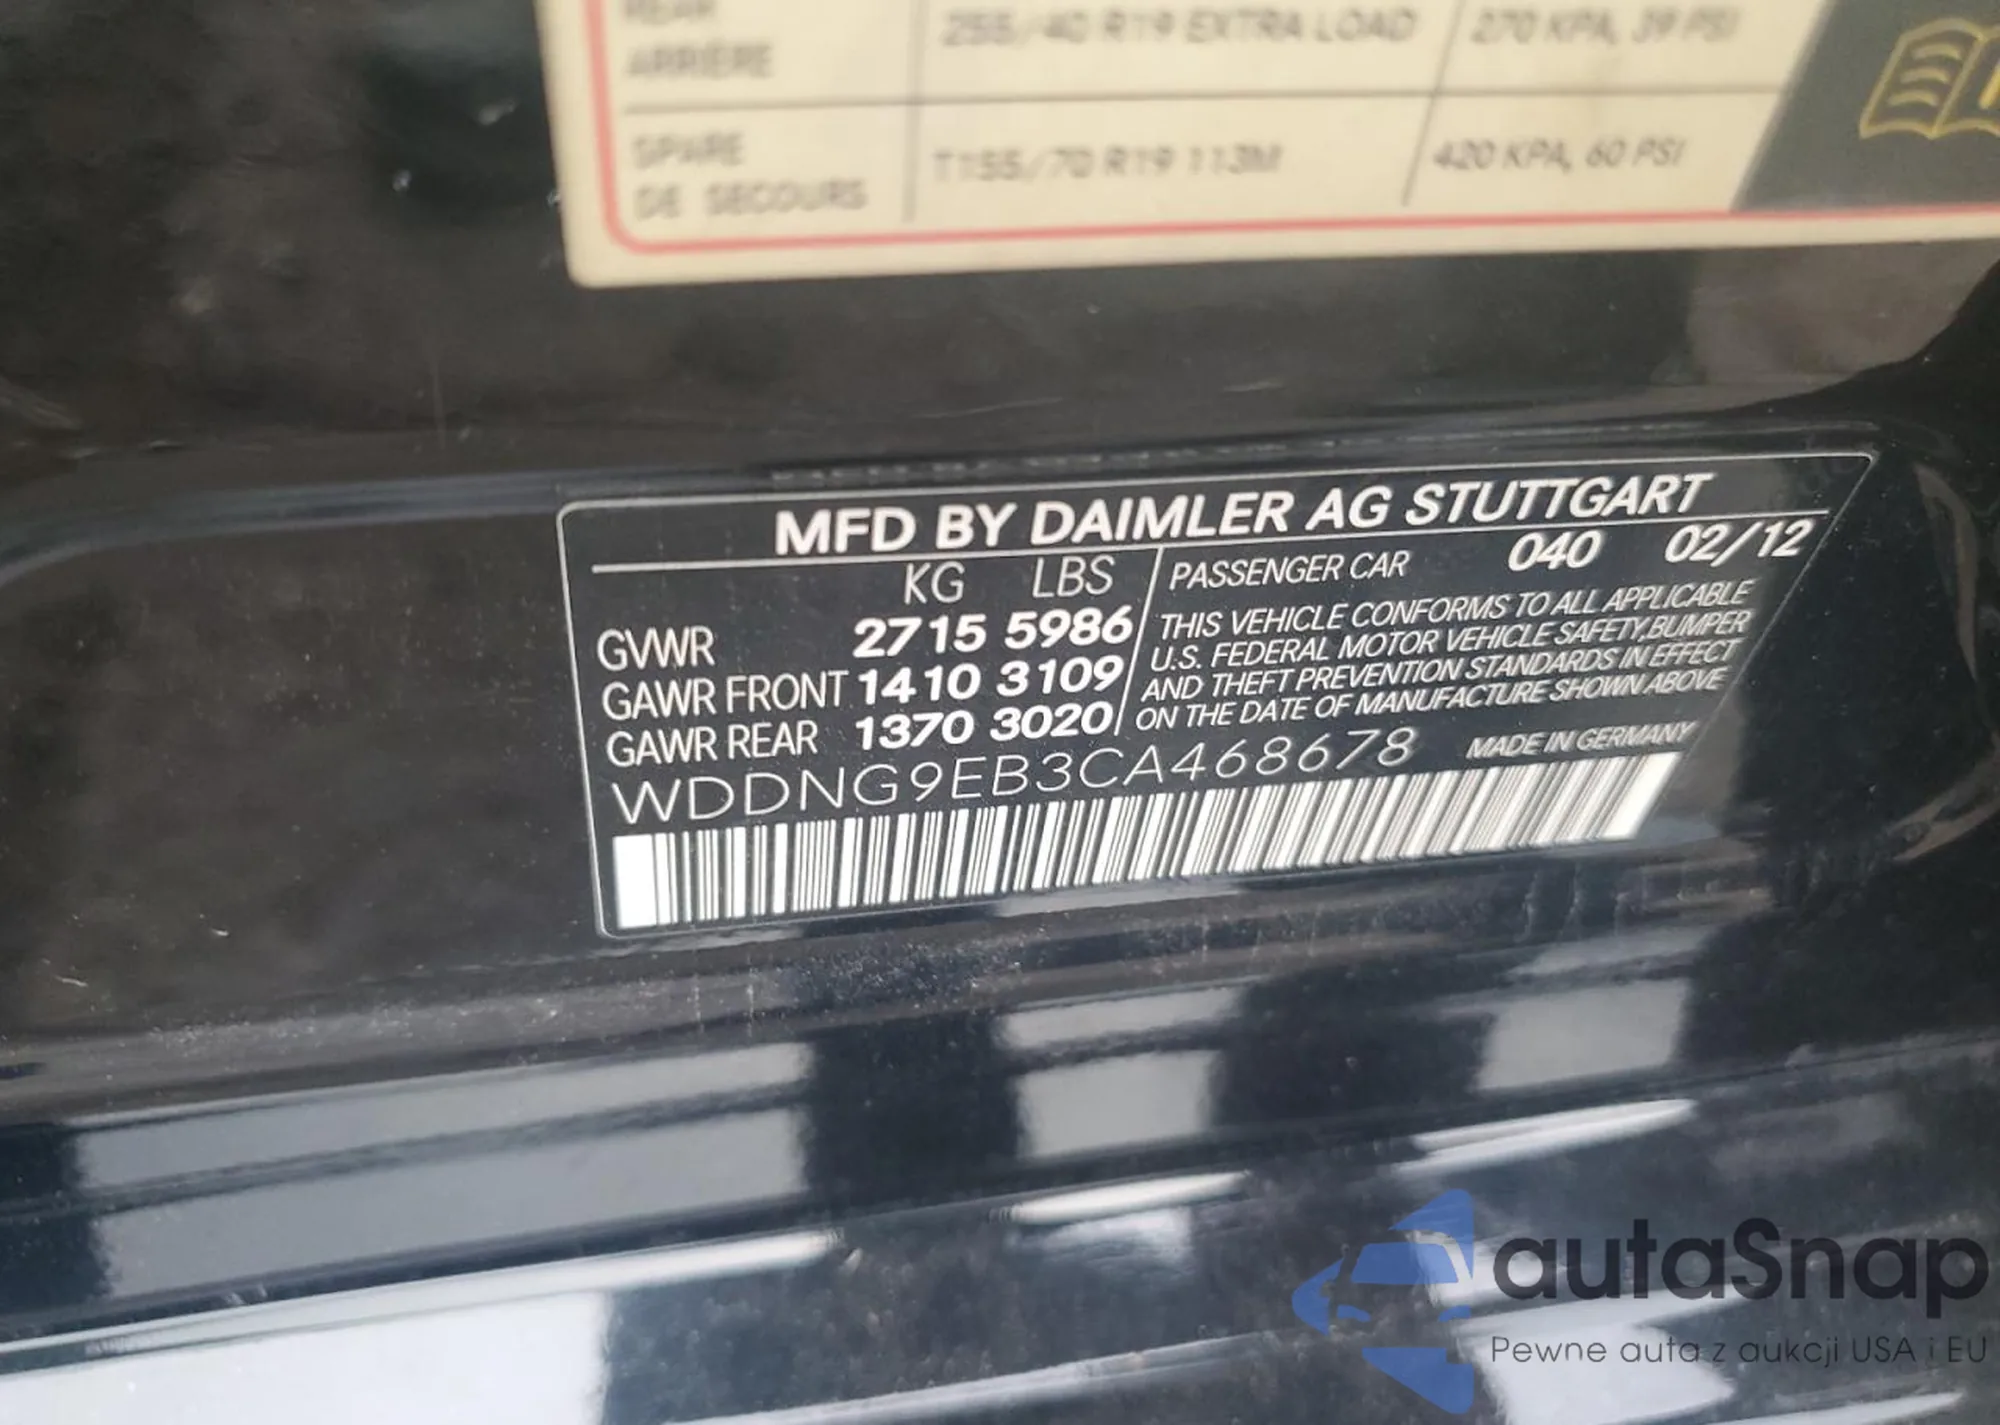 REAR 255/40 R19 EXTRA LOAD 270 KPA, 39 PSI
ARRIÈRE
SPARE T155/70 R19 113M 420 KPA, 60 PSI
DE SECOURS
MFD BY DAIMLER AG STUTTGART
KG LBS PASSENGER CAR 040 02/12
GVWR 2715 5986
GAWR FRONT 1410 3109
GAWR REAR 1370 3020
THIS VEHICLE CONFORMS TO ALL APPLICABLE
U.S. FEDERAL MOTOR VEHICLE SAFETY,BUMPER
AND THEFT PREVENTION STANDARDS IN EFFECT
ON THE DATE OF MANUFACTURE SHOWN ABOVE
WDDNG9EB3CA468678 MADE IN GERMANY
autaSnap
Pewne auta z aukcji USA i EU